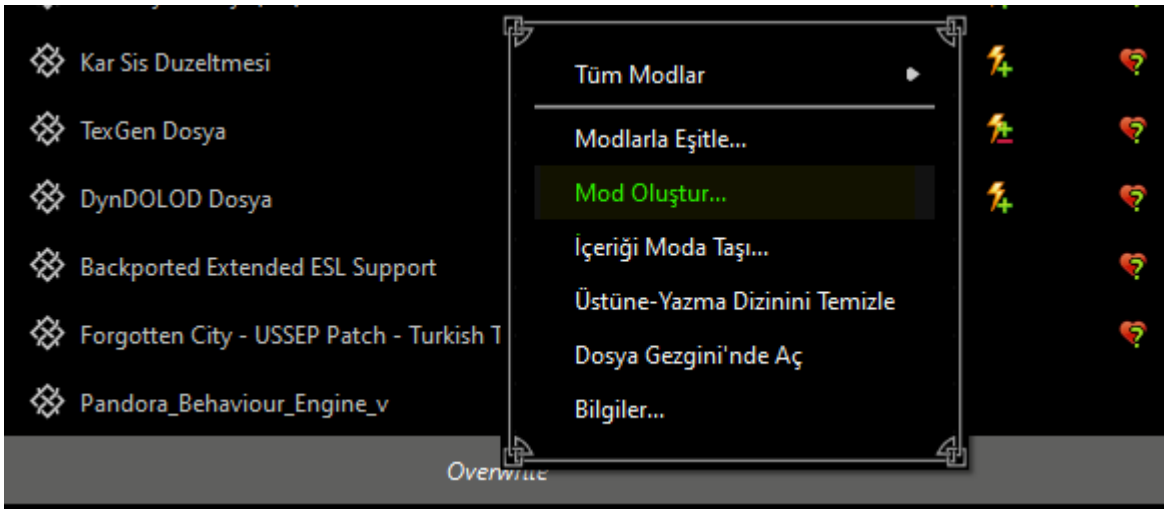 Kar Sis Duzeltmesi
TexGen Dosya
DynDOLOD Dosya
Backported Extended ESL Support
Forgotten City - USSEP Patch - Turkish T
Pandora_Behaviour_Engine_v
Overwrite
Tüm Modlar
Modlarla Eşitle...
Mod Oluştur...
İçeriği Moda Taşı...
Üstüne-Yazma Dizinini Temizle
Dosya Gezgini'nde Aç
Bilgiler...